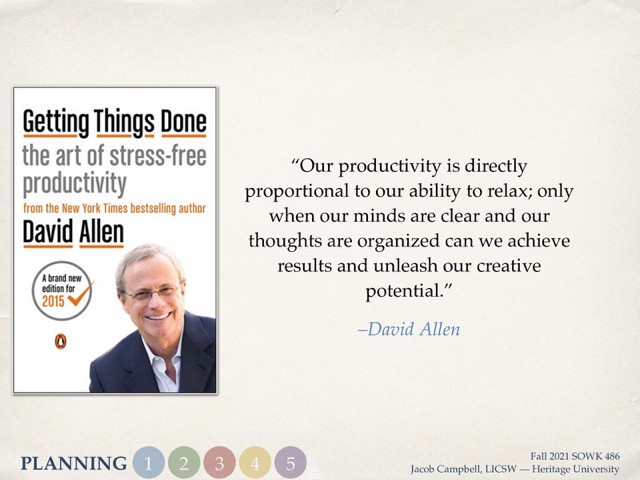 Getting Things Done
the art of stress-free
productivity
from the New York Times bestselling author
David Allen
A brand new
edition for
2015
“Our productivity is directly
proportional to our ability to relax; only
when our minds are clear and our
thoughts are organized can we achieve
results and unleash our creative
potential.”
–David Allen
PLANNING 1 2 3 4 5
Fall 2021 SOWK 486
Jacob Campbell, LICSW — Heritage University